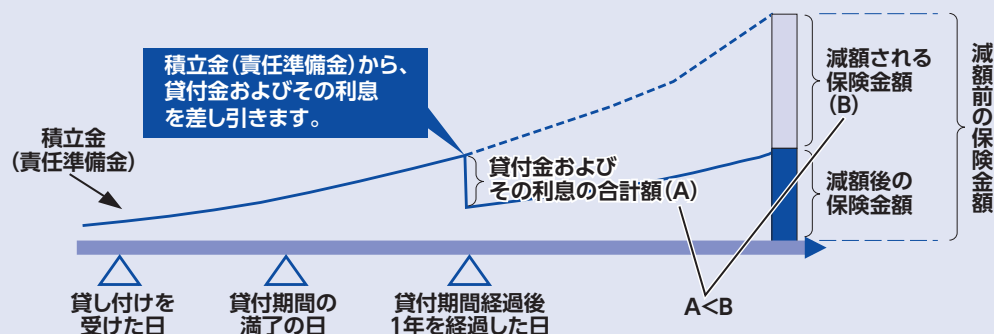 積立金(責任準備金)から、
貸付金およびその利息
を差し引きます。
積立金
(責任準備金)
貸付金および
その利息の合計額(A)
減額される
保険金額
(B)
減額後の
保険金額
減額前の保険金額
貸し付けを
受けた日
貸付期間の
満了の日
貸付期間経過後
1年を経過した日
A<B